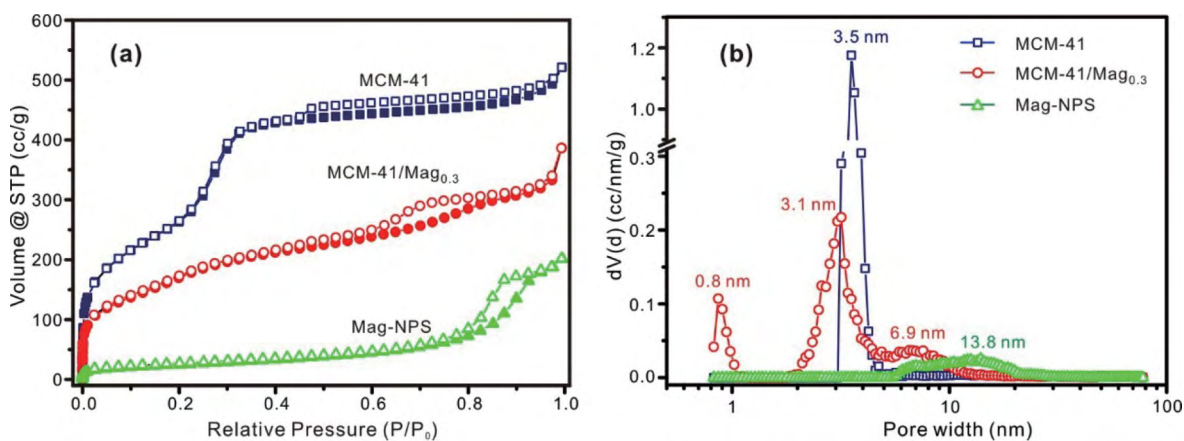 (a)
MCM-41
MCM-41/Mag0.3
Mag-NPS
600
500
400
300
200
100
0
0.0 0.2 0.4 0.6 0.8 1.0
Volume @ STP (cc/g)
Relative Pressure (P/P0)
(b)
3.5 nm
MCM-41
MCM-41/Mag0.3
Mag-NPS
3.1 nm
0.8 nm
6.9 nm
13.8 nm
1.2
1.0
0.3
0.2
0.1
0.0
1 10 100
dV(d) (cc/nm/g)
Pore width (nm)